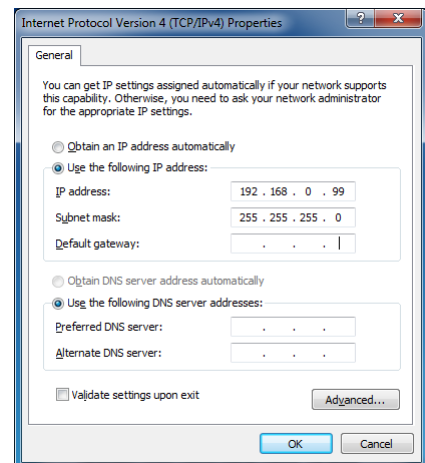 Internet Protocol Version 4 (TCP/IPv4) Properties
General
You can get IP settings assigned automatically if your network supports
this capability. Otherwise, you need to ask your network administrator
for the appropriate IP settings.
Obtain an IP address automatically
Use the following IP address:
IP address: 192 . 168 . 0 . 99
Subnet mask: 255 . 255 . 255 . 0
Default gateway: . . .
Obtain DNS server address automatically
Use the following DNS server addresses:
Preferred DNS server: . . .
Alternate DNS server: . . .
Validate settings upon exit
Advanced...
OK Cancel